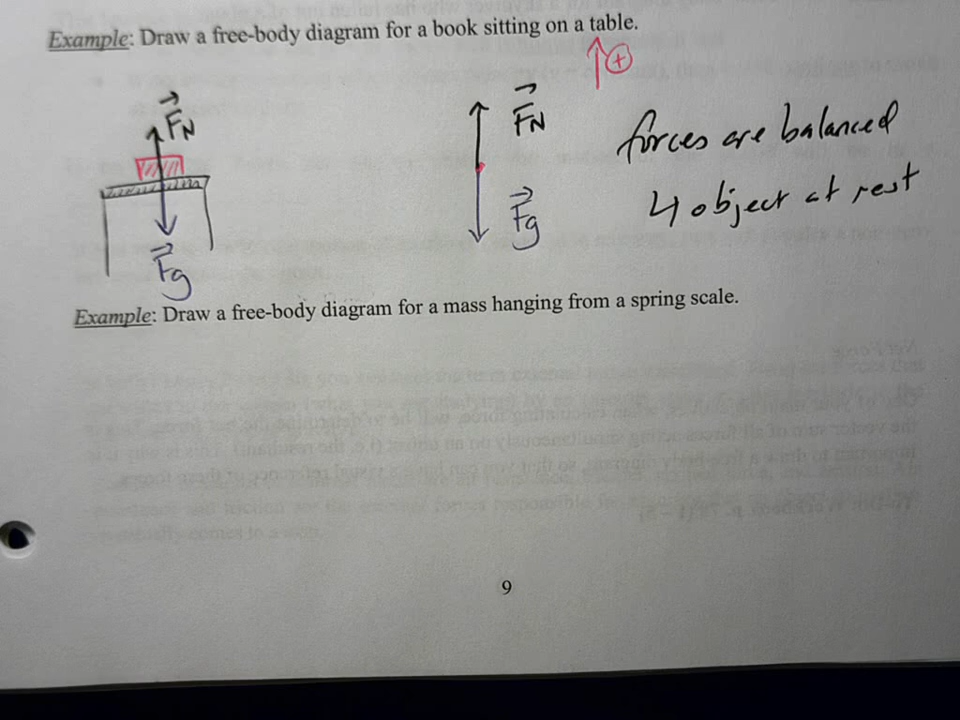 Example: Draw a free-body diagram for a book sitting on a table.
+
F⃗N
F⃗g
F⃗N
F⃗g
forces are balanced
↳ object at rest
Example: Draw a free-body diagram for a mass hanging from a spring scale.
9